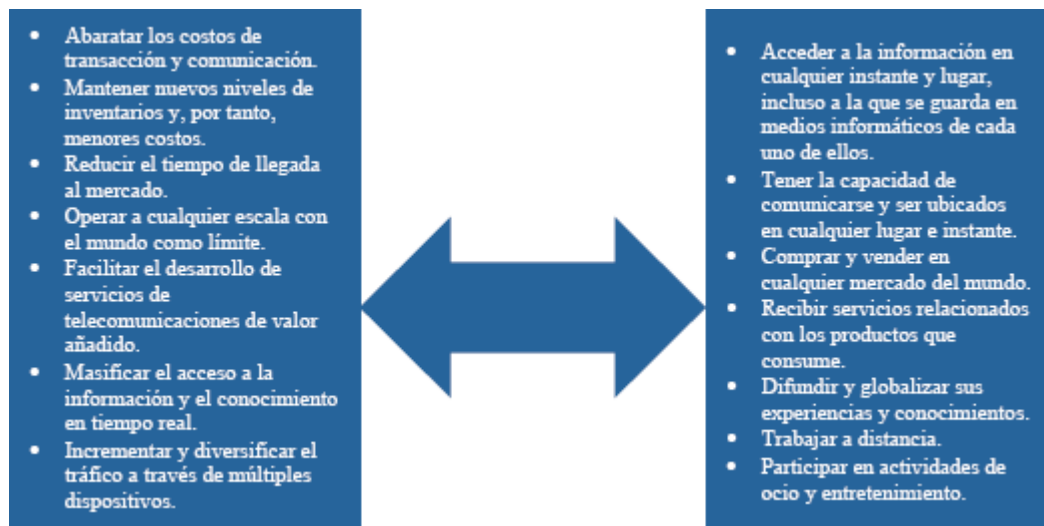 • Abaratar los costos de
transacción y comunicación.
• Mantener nuevos niveles de
inventarios y, por tanto,
menores costos.
• Reducir el tiempo de llegada
al mercado.
• Operar a cualquier escala con
el mundo como límite.
• Facilitar el desarrollo de
servicios de
telecomunicaciones de valor
añadido.
• Masificar el acceso a la
información y el conocimiento
en tiempo real.
• Incrementar y diversificar el
tráfico a través de múltiples
dispositivos.
• Acceder a la información en
cualquier instante y lugar,
incluso a la que se guarda en
medios informáticos de cada
uno de ellos.
• Tener la capacidad de
comunicarse y ser ubicados
en cualquier lugar e instante.
• Comprar y vender en
cualquier mercado del mundo.
• Recibir servicios relacionados
con los productos que
consume.
• Difundir y globalizar sus
experiencias y conocimientos.
• Trabajar a distancia.
• Participar en actividades de
ocio y entretenimiento.